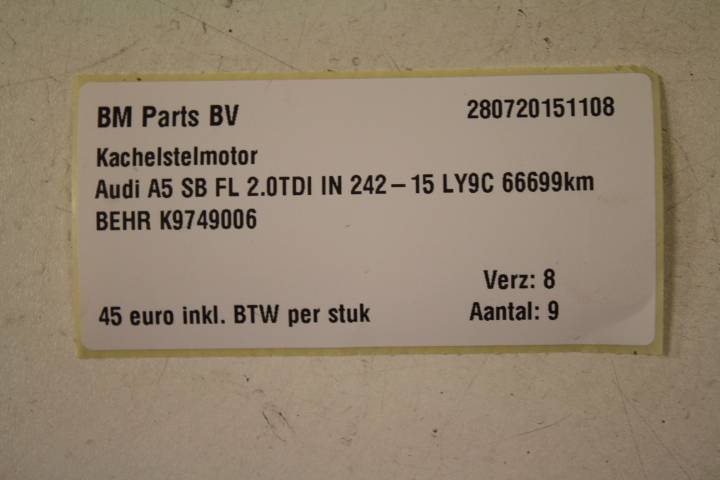 BM Parts BV 280720151108
Kachelstelmotor
Audi A5 SB FL 2.0TDI IN 242-15 LY9C 66699km
BEHR K9749006
Verz: 8
45 euro inkl. BTW per stuk Aantal: 9